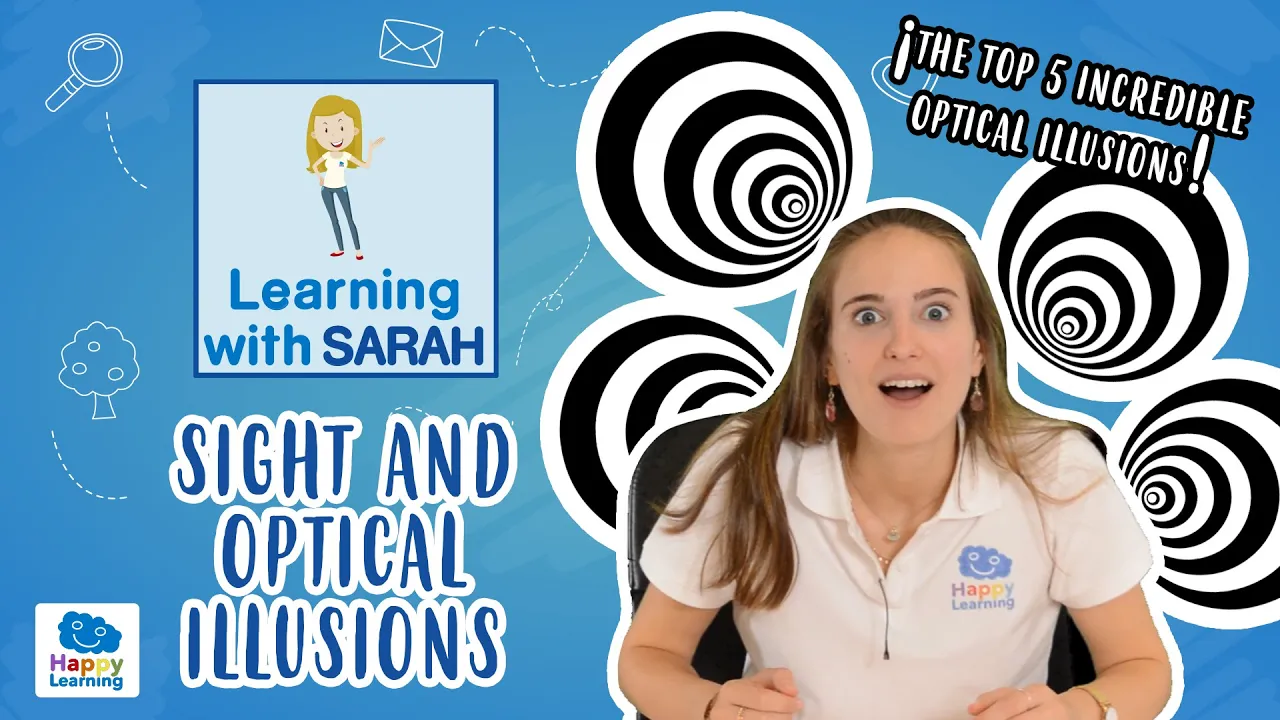 Learning
with SARAH
SIGHT AND
OPTICAL
ILLUSIONS
¡THE TOP 5 INCREDIBLE
OPTICAL ILLUSIONS!
Happy
Learning
Happy
Learning